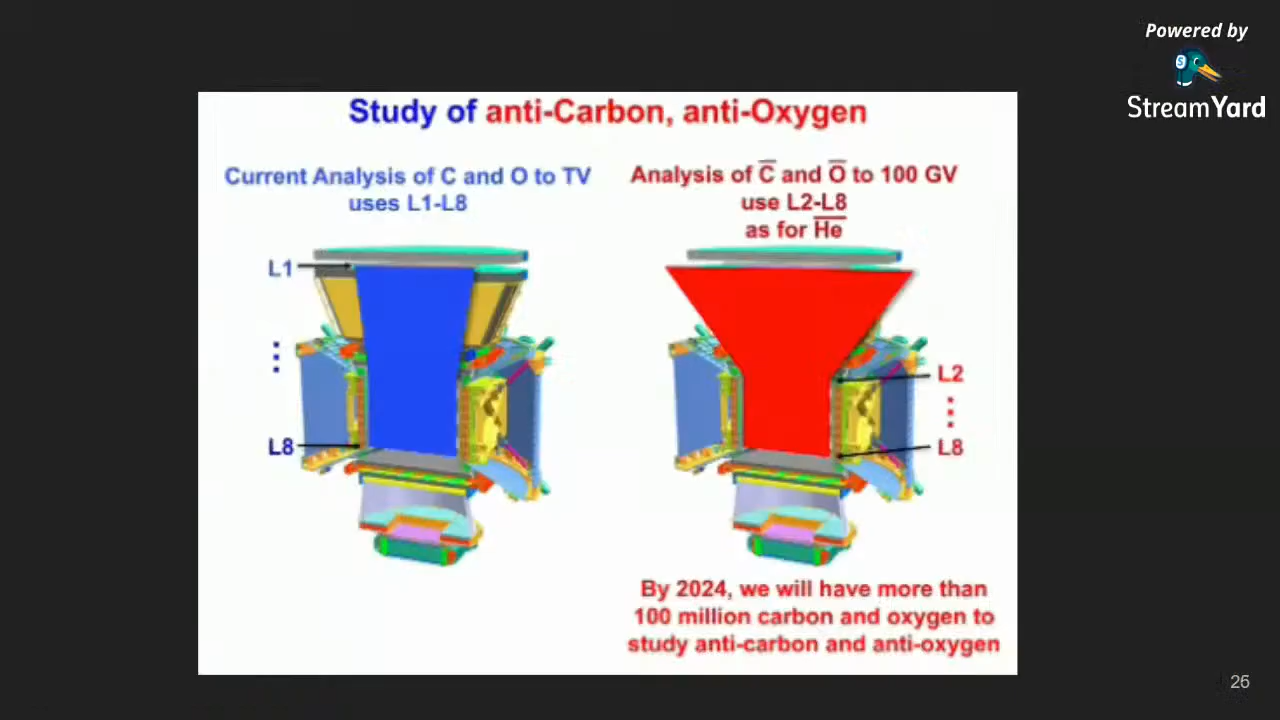 Powered by
StreamYard
Study of anti-Carbon, anti-Oxygen
Current Analysis of C and O to TV
uses L1-L8
Analysis of C̅ and O̅ to 100 GV
use L2-L8
as for H̅e̅
L1
L8
L2
L8
By 2024, we will have more than
100 million carbon and oxygen to
study anti-carbon and anti-oxygen
26